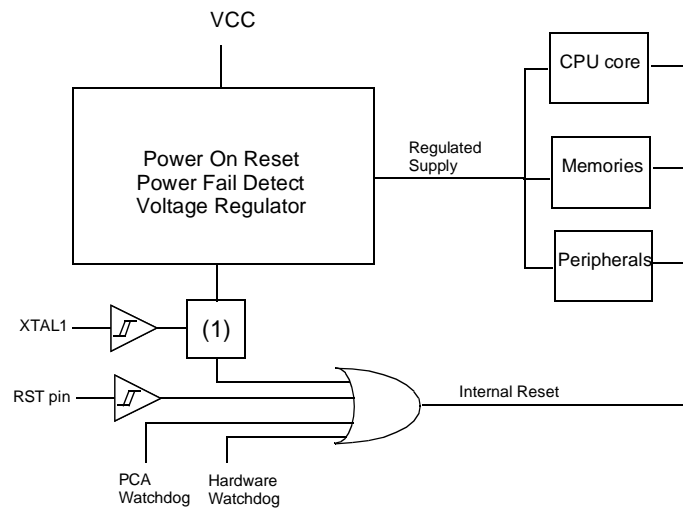 VCC
CPU core
Power On Reset
Power Fail Detect
Voltage Regulator
Regulated
Supply
Memories
Peripherals
XTAL1
(1)
RST pin
Internal Reset
PCA
Watchdog
Hardware
Watchdog